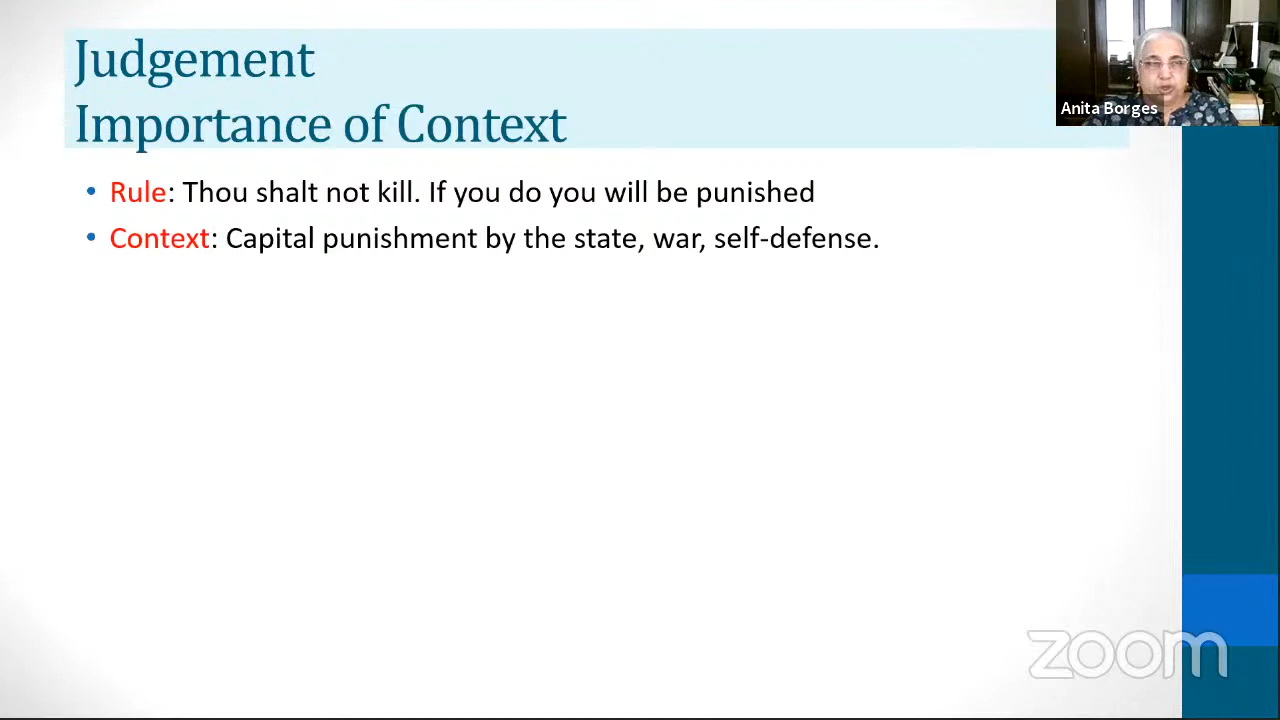 Judgement
Importance of Context
Anita Borges
• Rule: Thou shalt not kill. If you do you will be punished
• Context: Capital punishment by the state, war, self-defense.
zoom